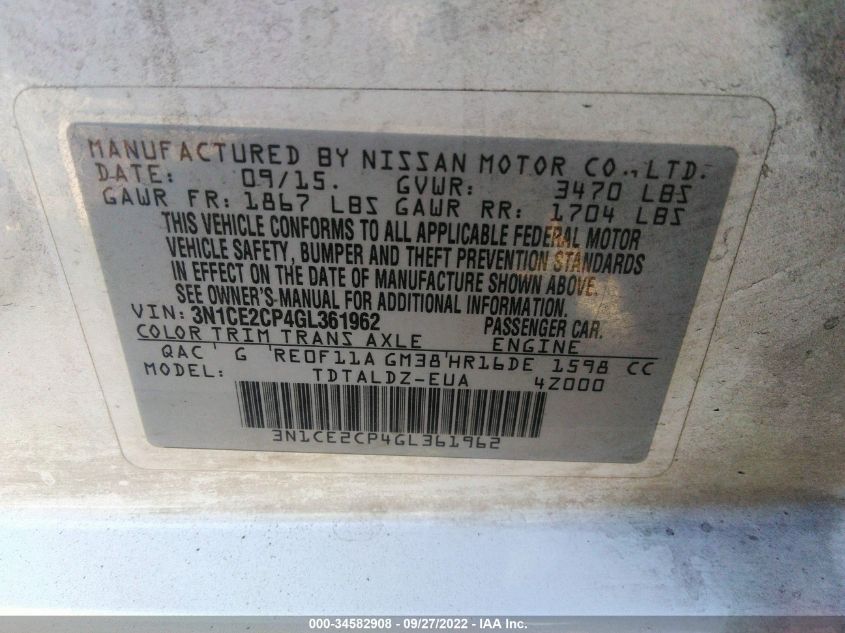 MANUFACTURED BY NISSAN MOTOR CO., LTD.
DATE: 09/15. GVWR: 3470 LBS
GAWR FR: 1867 LBS GAWR RR: 1704 LBS
THIS VEHICLE CONFORMS TO ALL APPLICABLE FEDERAL MOTOR
VEHICLE SAFETY, BUMPER AND THEFT PREVENTION STANDARDS
IN EFFECT ON THE DATE OF MANUFACTURE SHOWN ABOVE.
SEE OWNER'S MANUAL FOR ADDITIONAL INFORMATION.
VIN: 3N1CE2CP4GL361962 PASSENGER CAR.
COLOR TRIM TRANS AXLE ENGINE
QAC G RE0F11A GM38 HR16DE 1598 CC
MODEL: TDTALDZ-EUA 4Z000
3N1CE2CP4GL361962
000-34582908 - 09/27/2022 - IAA Inc.